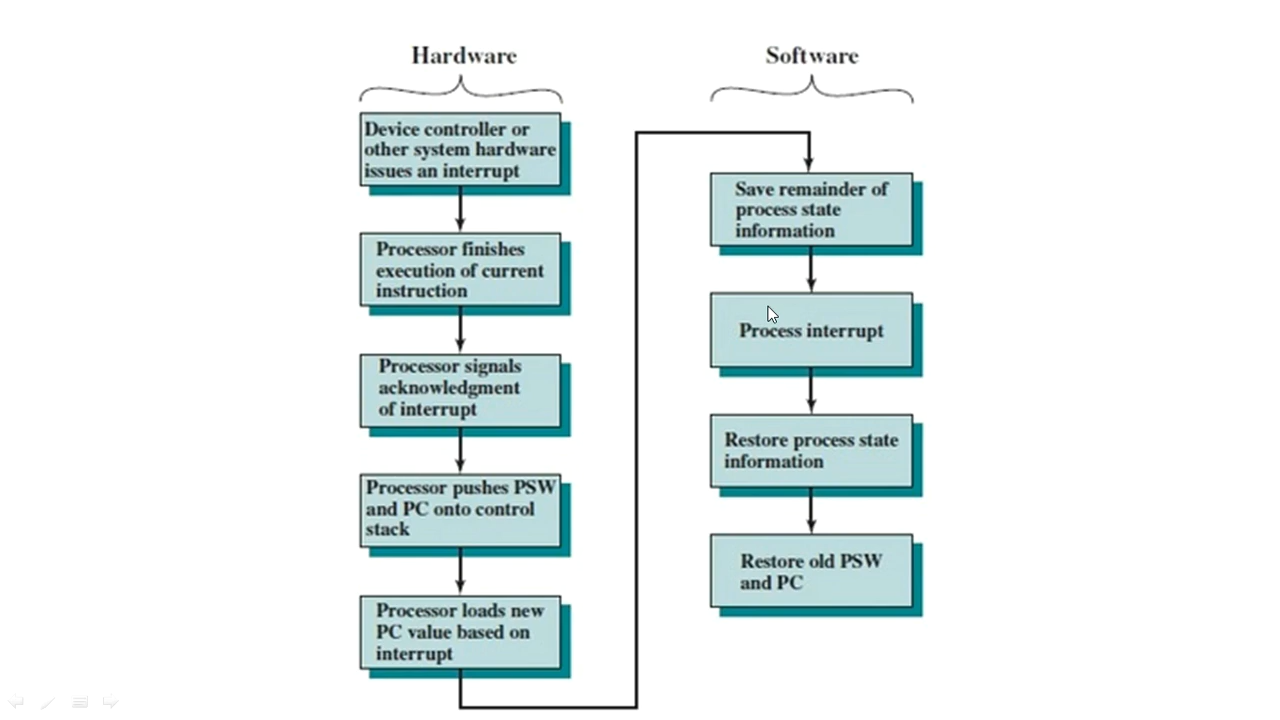 Hardware
Device controller or
other system hardware
issues an interrupt
Processor finishes
execution of current
instruction
Processor signals
acknowledgment
of interrupt
Processor pushes PSW
and PC onto control
stack
Processor loads new
PC value based on
interrupt
Software
Save remainder of
process state
information
Process interrupt
Restore process state
information
Restore old PSW
and PC